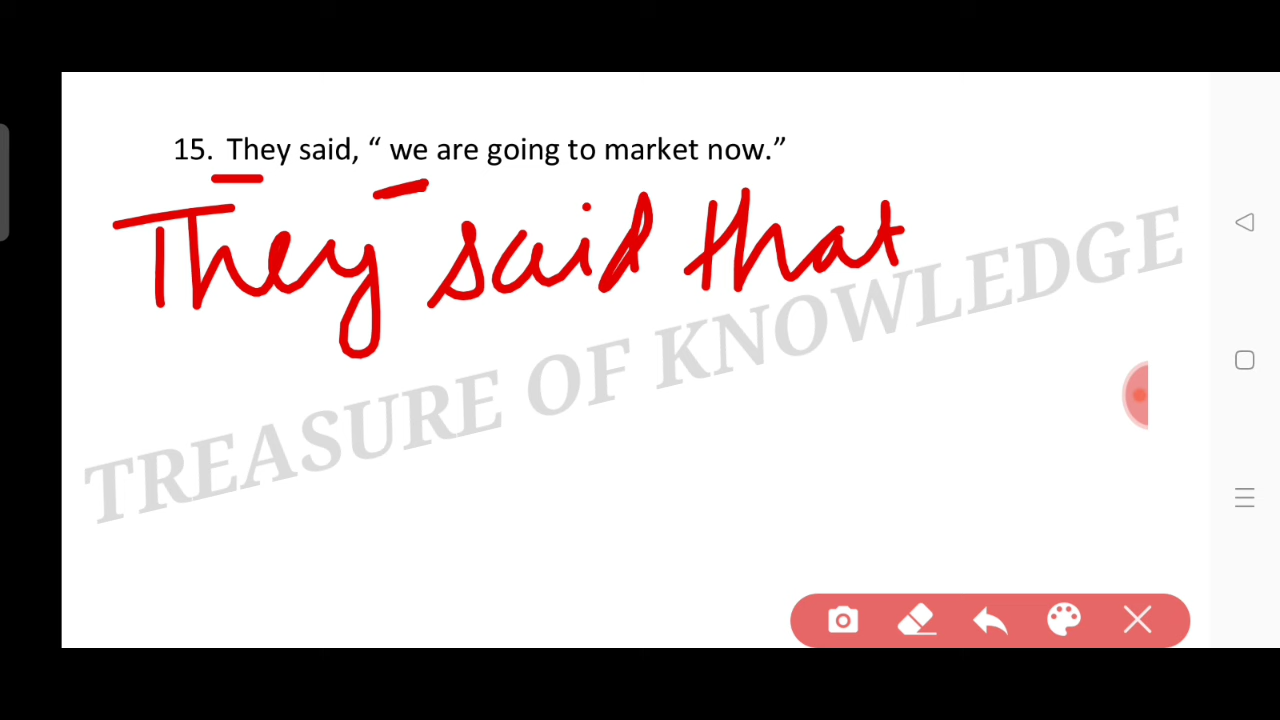 15. They said, “ we are going to market now.”
They said that
TREASURE OF KNOWLEDGE